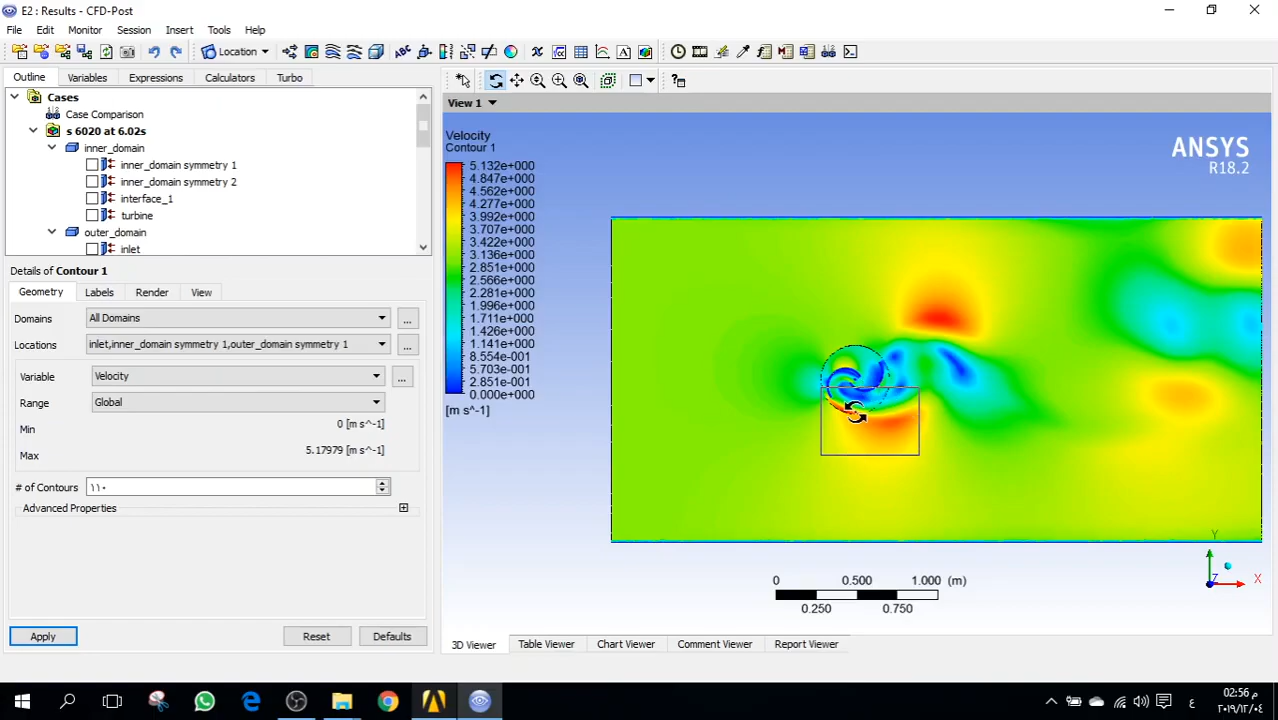 E2 : Results - CFD-Post
File Edit Monitor Session Insert Tools Help
Location
Outline Variables Expressions Calculators Turbo
Cases
Case Comparison
s 6020 at 6.02s
inner_domain
inner_domain symmetry 1
inner_domain symmetry 2
interface_1
turbine
outer_domain
inlet
Details of Contour 1
Geometry Labels Render View
Domains All Domains ...
Locations inlet,inner_domain symmetry 1,outer_domain symmetry 1 ...
Variable Velocity ...
Range Global
Min 0 [m s^-1]
Max 5.17979 [m s^-1]
# of Contours ١١٠
Advanced Properties
Apply Reset Defaults
View 1
Velocity
Contour 1
5.132e+000
4.847e+000
4.562e+000
4.277e+000
3.992e+000
3.707e+000
3.422e+000
3.136e+000
2.851e+000
2.566e+000
2.281e+000
1.996e+000
1.711e+000
1.426e+000
1.141e+000
8.554e-001
5.703e-001
2.851e-001
0.000e+000
[m s^-1]
ANSYS
R18.2
Y
Z X
0 0.500 1.000 (m)
0.250 0.750
3D Viewer Table Viewer Chart Viewer Comment Viewer Report Viewer
ع
02:56 م
٢٠١٩/١٢/٠٤